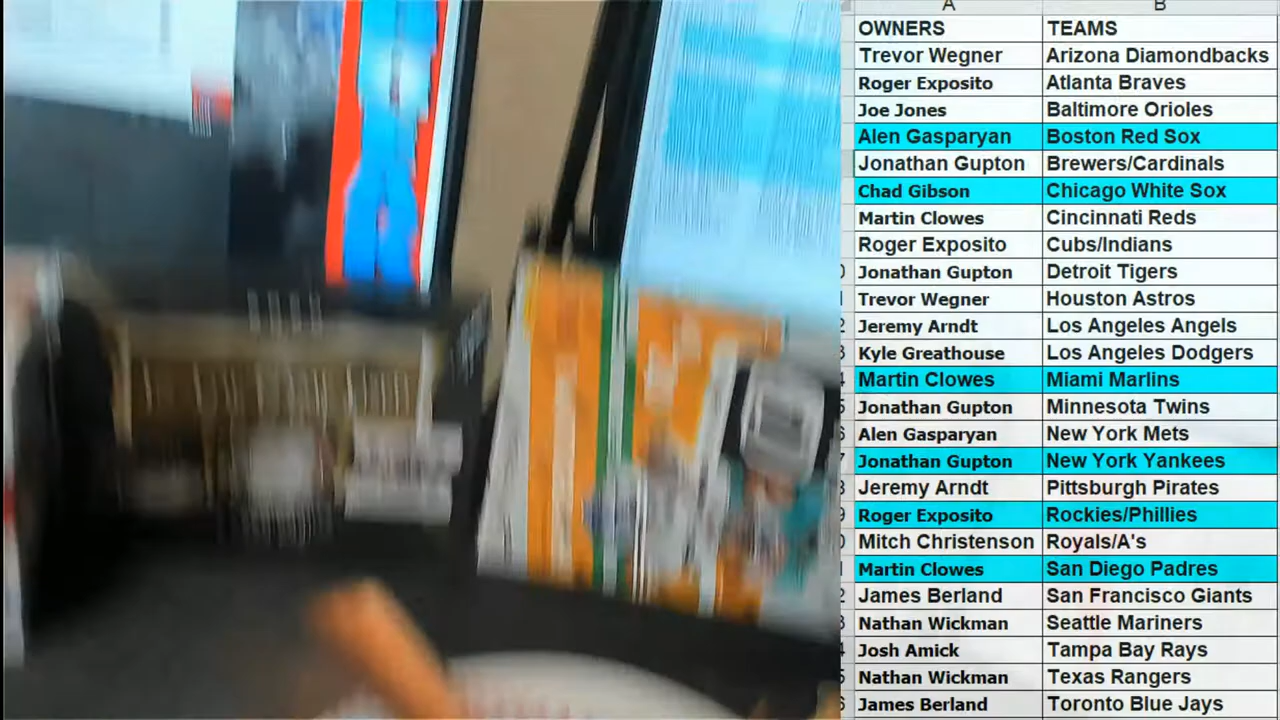 A B
OWNERS TEAMS
Trevor Wegner Arizona Diamondbacks
Roger Exposito Atlanta Braves
Joe Jones Baltimore Orioles
Alen Gasparyan Boston Red Sox
Jonathan Gupton Brewers/Cardinals
Chad Gibson Chicago White Sox
Martin Clowes Cincinnati Reds
Roger Exposito Cubs/Indians
Jonathan Gupton Detroit Tigers
Trevor Wegner Houston Astros
Jeremy Arndt Los Angeles Angels
Kyle Greathouse Los Angeles Dodgers
Martin Clowes Miami Marlins
Jonathan Gupton Minnesota Twins
Alen Gasparyan New York Mets
Jonathan Gupton New York Yankees
Jeremy Arndt Pittsburgh Pirates
Roger Exposito Rockies/Phillies
Mitch Christenson Royals/A's
Martin Clowes San Diego Padres
James Berland San Francisco Giants
Nathan Wickman Seattle Mariners
Josh Amick Tampa Bay Rays
Nathan Wickman Texas Rangers
James Berland Toronto Blue Jays